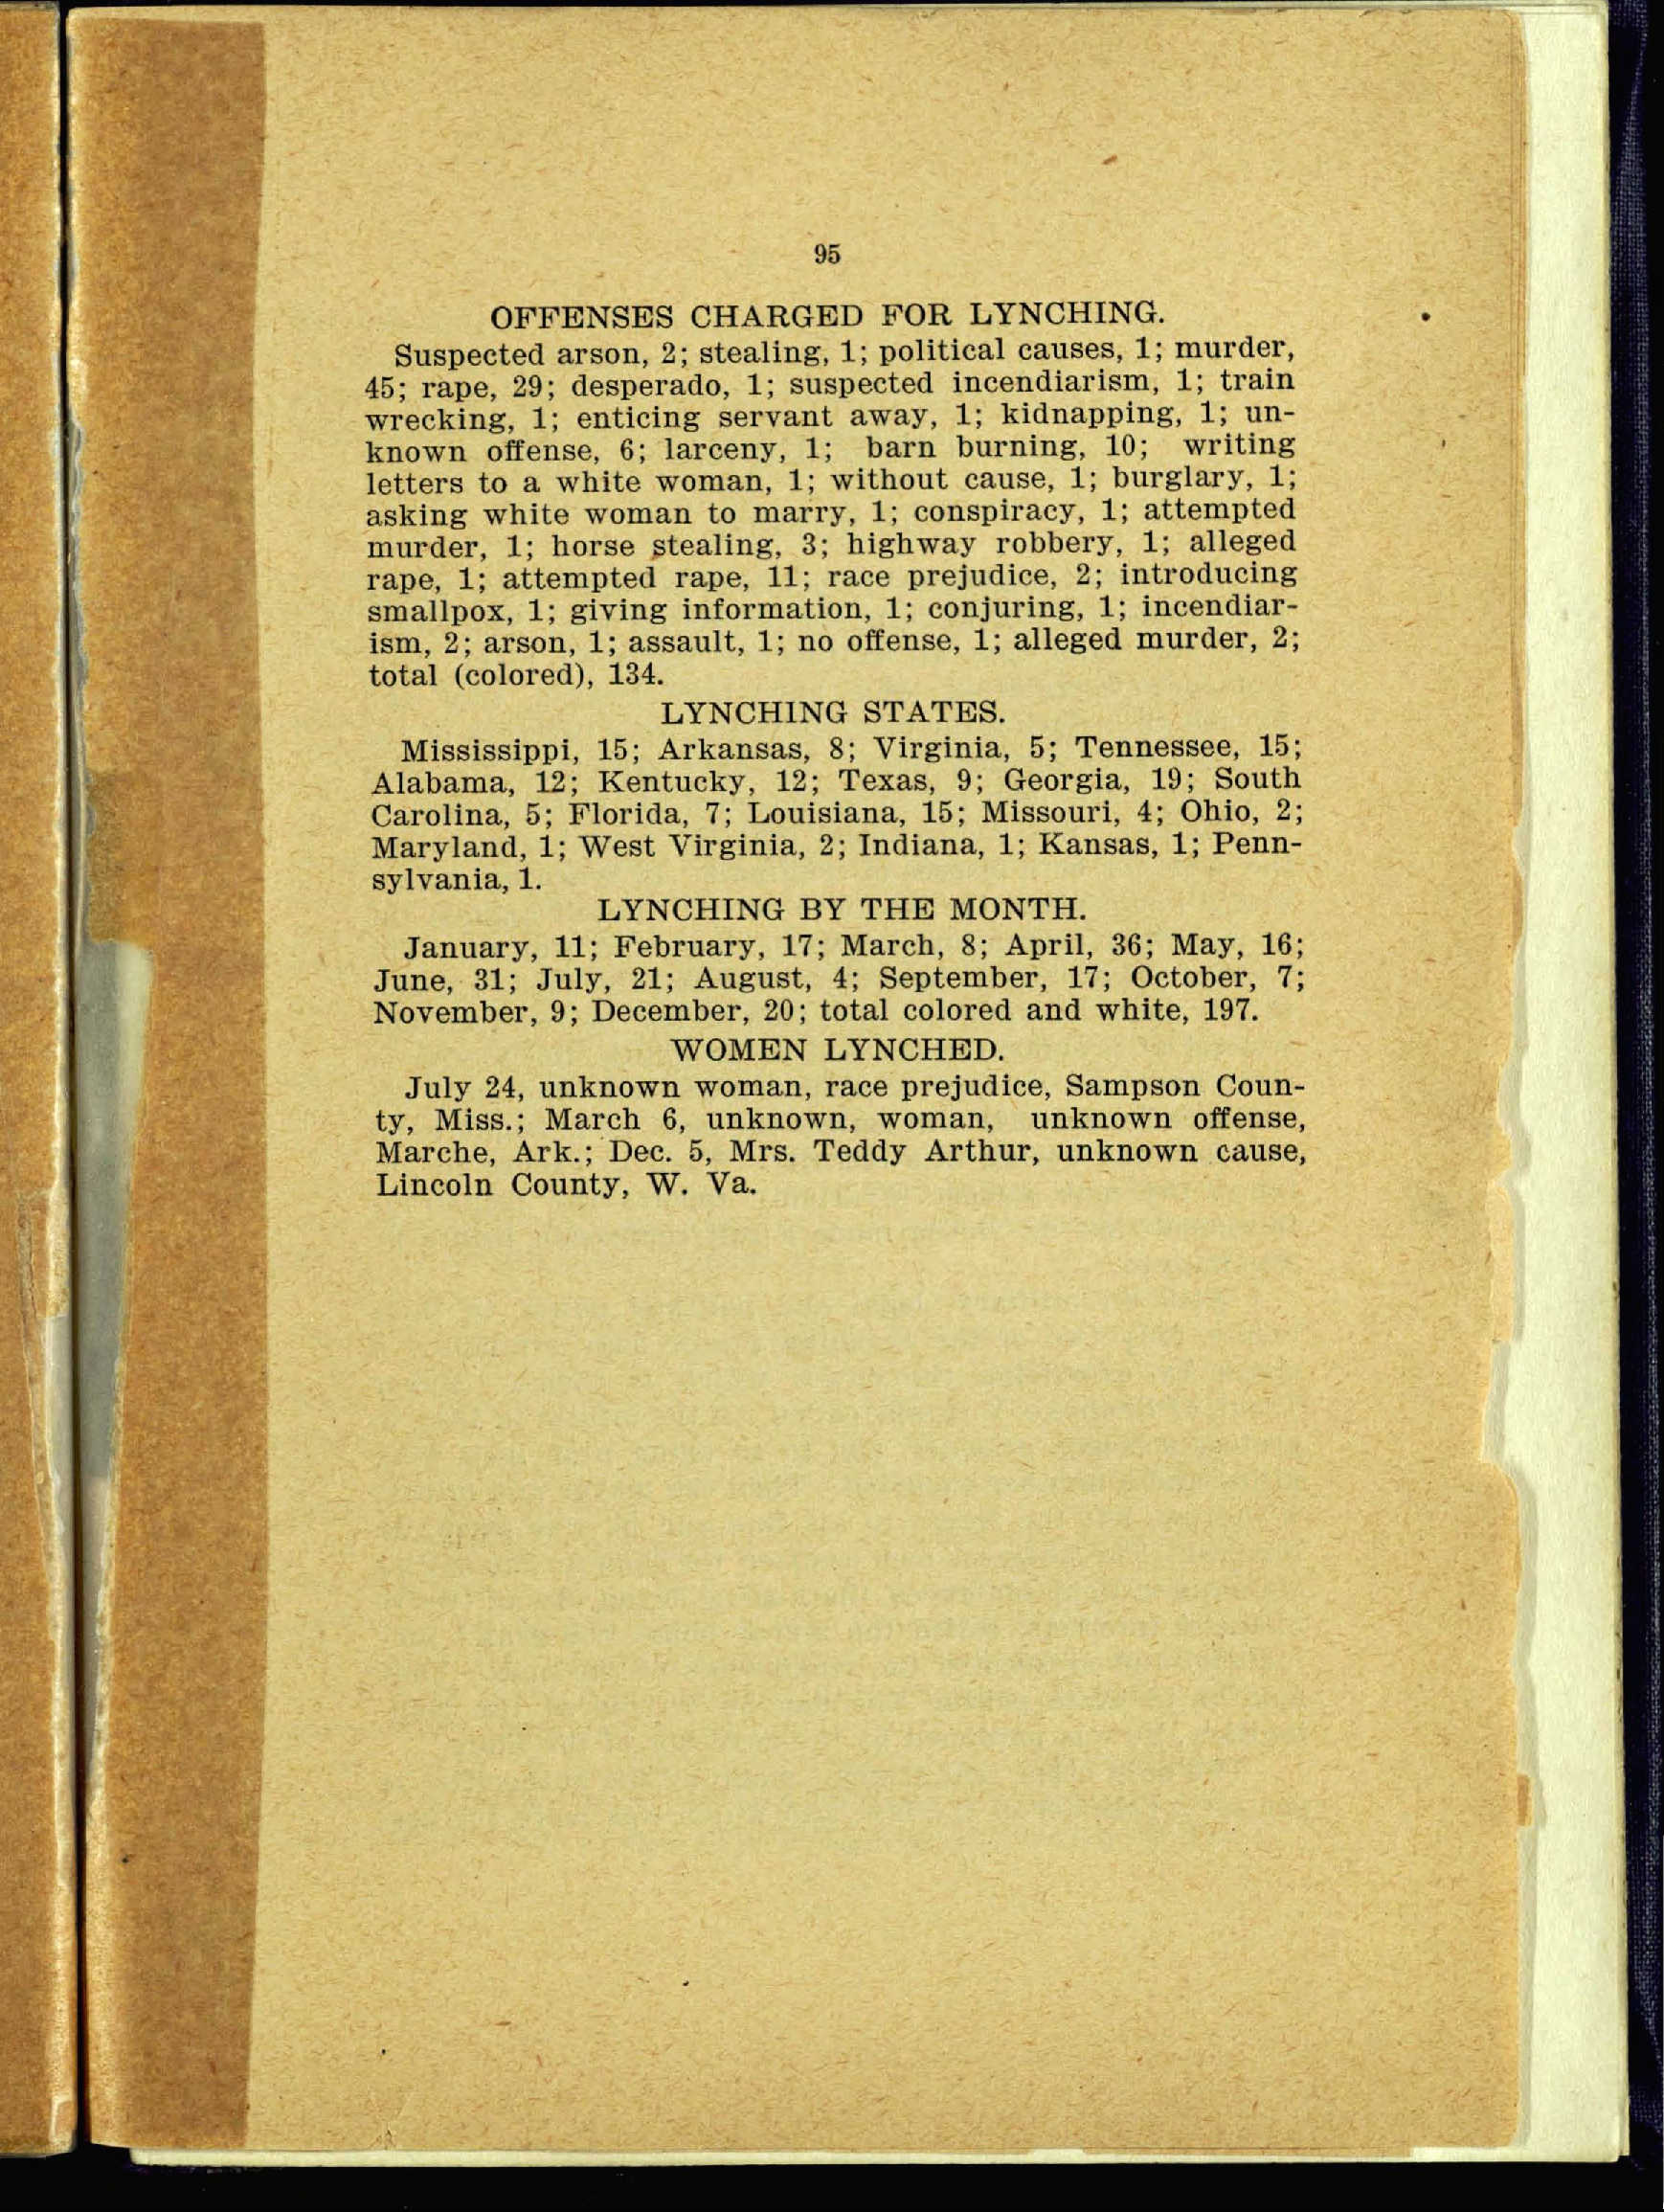 95
OFFENSES CHARGED FOR LYNCHING.
Suspected arson, 2; stealing, 1; political causes, 1; murder,
45; rape, 29; desperado, 1; suspected incendiarism, 1; train
wrecking, 1; enticing servant away, 1; kidnapping, 1; un-
known offense, 6; larceny, 1; barn burning, 10; writing
letters to a white woman, 1; without cause, 1; burglary, 1;
asking white woman to marry, 1; conspiracy, 1; attempted
murder, 1; horse stealing, 3; highway robbery, 1; alleged
rape, 1; attempted rape, 11; race prejudice, 2; introducing
smallpox, 1; giving information, 1; conjuring, 1; incendiar-
ism, 2; arson, 1; assault, 1; no offense, 1; alleged murder, 2;
total (colored), 134.
LYNCHING STATES.
Mississippi, 15; Arkansas, 8; Virginia, 5; Tennessee, 15;
Alabama, 12; Kentucky, 12; Texas, 9; Georgia, 19; South
Carolina, 5; Florida, 7; Louisiana, 15; Missouri, 4; Ohio, 2;
Maryland, 1; West Virginia, 2; Indiana, 1; Kansas, 1; Penn-
sylvania, 1.
LYNCHING BY THE MONTH.
January, 11; February, 17; March, 8; April, 36; May, 16;
June, 31; July, 21; August, 4; September, 17; October, 7;
November, 9; December, 20; total colored and white, 197.
WOMEN LYNCHED.
July 24, unknown woman, race prejudice, Sampson Coun-
ty, Miss.; March 6, unknown, woman, unknown offense,
Marche, Ark.; Dec. 5, Mrs. Teddy Arthur, unknown cause,
Lincoln County, W. Va.